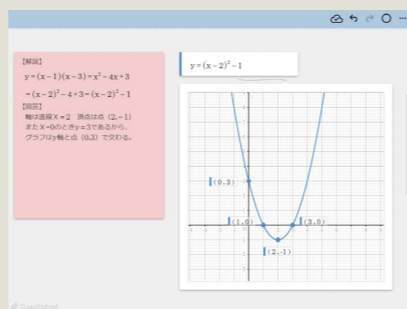 【解説】
y=(x−1)(x−3)=x²−4x+3
=(x−2)²−4+3=(x−2)²−1
【回答】
軸は直線X=2　頂点は点（2,−1）
またX=0のときy=3であるから、
グラフはy軸と点（0,3）で交わる。
y=(x−2)²−1
(0,3)
(1,0)
(3,0)
(2,-1)